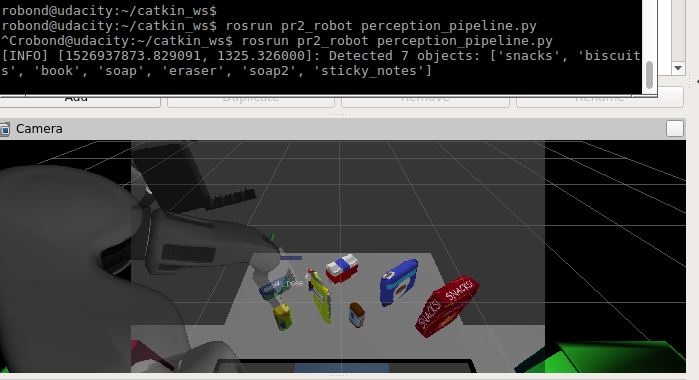 robond@udacity:~/catkin_ws$
robond@udacity:~/catkin_ws$ rosrun pr2_robot perception_pipeline.py
^Crobond@udacity:~/catkin_ws$ rosrun pr2_robot perception_pipeline.py
[INFO] [1526937873.829091, 1325.326000]: Detected 7 objects: ['snacks', 'biscuit
s', 'book', 'soap', 'eraser', 'soap2', 'sticky_notes']
Add Duplicate Remove Rename
Camera
SNACKS!
SNACKS!